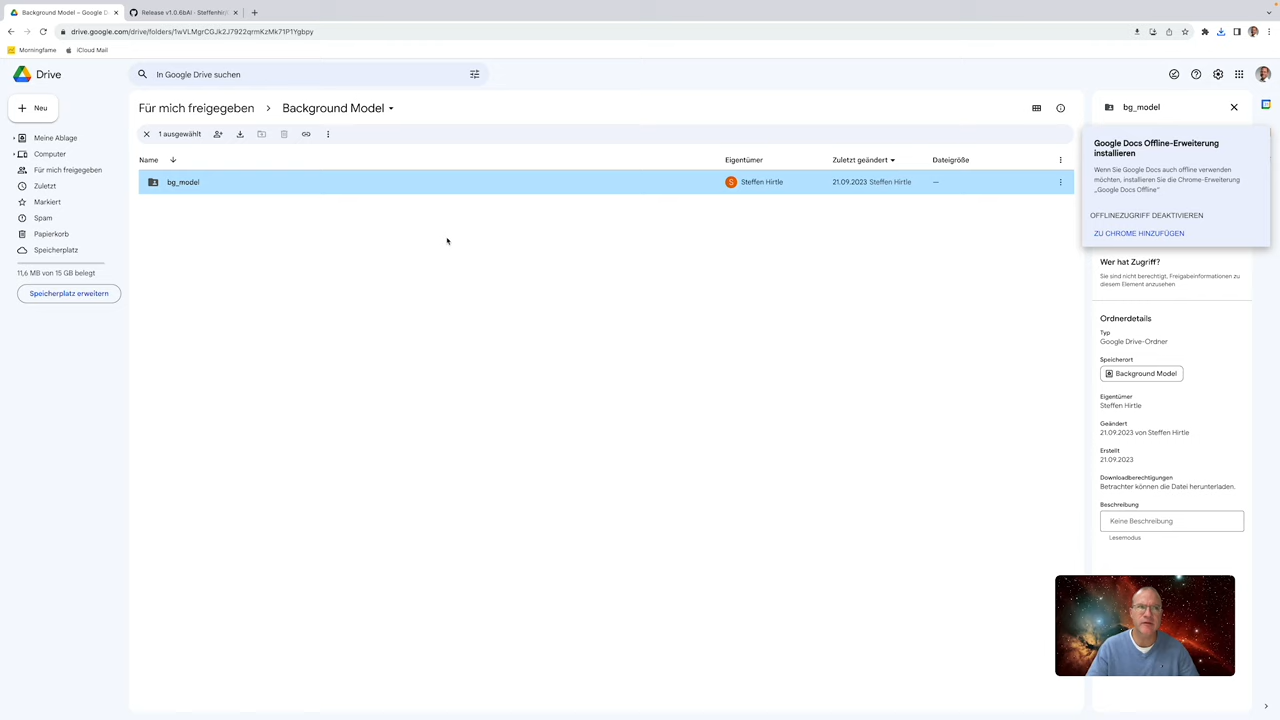 Background Model – Google D
Release v1.0.6bAI · Steffenhir
drive.google.com/drive/folders/1wVLMgrCGJk2J7922qrmKzMk71P1Ygbpy
Morningfame
iCloud Mail
Drive
In Google Drive suchen
Neu
Meine Ablage
Computer
Für mich freigegeben
Zuletzt
Markiert
Spam
Papierkorb
Speicherplatz
11,6 MB von 15 GB belegt
Speicherplatz erweitern
Für mich freigegeben
Background Model
1 ausgewählt
Name
Eigentümer
Zuletzt geändert
Dateigröße
bg_model
S
Steffen Hirtle
21.09.2023 Steffen Hirtle
—
bg_model
Google Docs Offline-Erweiterung
installieren
Wenn Sie Google Docs auch offline verwenden
möchten, installieren Sie die Chrome-Erweiterung
„Google Docs Offline“
OFFLINEZUGRIFF DEAKTIVIEREN
ZU CHROME HINZUFÜGEN
Wer hat Zugriff?
Sie sind nicht berechtigt, Freigabeinformationen zu
diesem Element anzusehen
Ordnerdetails
Typ
Google Drive-Ordner
Speicherort
Background Model
Eigentümer
Steffen Hirtle
Geändert
21.09.2023 von Steffen Hirtle
Erstellt
21.09.2023
Downloadberechtigungen
Betrachter können die Datei herunterladen.
Beschreibung
Keine Beschreibung
Lesemodus